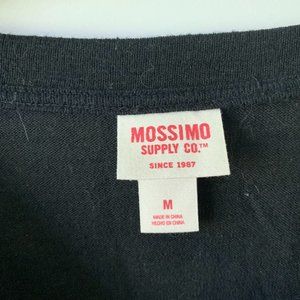 MOSSIMO
SUPPLY CO.™
SINCE 1987
M
MADE IN CHINA
HECHO EN CHINA